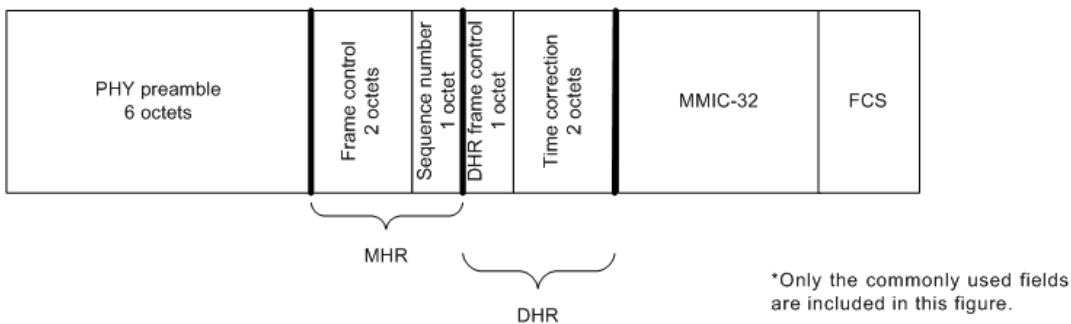 PHY preamble
6 octets
Frame control
2 octets
Sequence number
1 octet
DHR frame control
1 octet
Time correction
2 octets
MMIC-32
FCS
MHR
DHR
*Only the commonly used fields
are included in this figure.